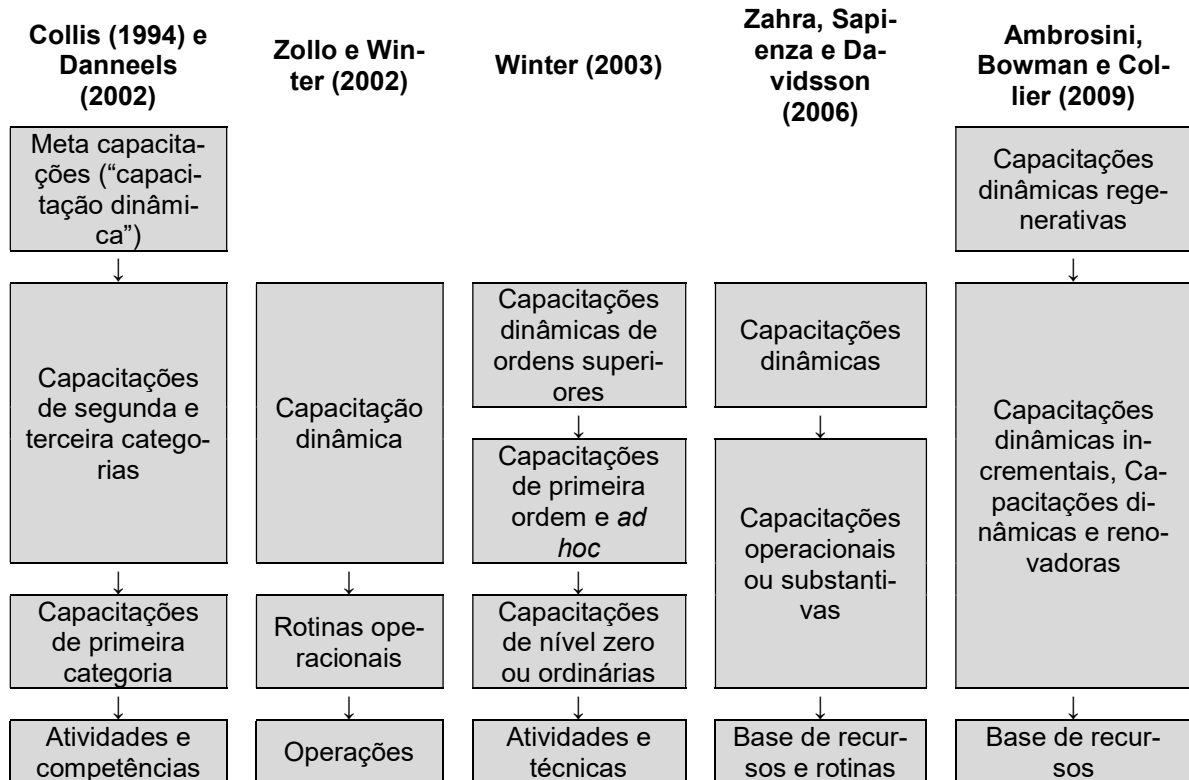 Collis (1994) e
Danneels
(2002)
Zollo e Win-
ter (2002)
Winter (2003)
Zahra, Sapi-
enza e Da-
vidsson
(2006)
Ambrosini,
Bowman e Col-
lier (2009)
Meta capacita-
ções (“capaci-
tação dinâmi-
ca”)
Capacitações
dinâmicas rege-
nerativas
↓
↓
Capacitações
de segunda e
terceira catego-
rias
Capacitação
dinâmica
Capacitações
dinâmicas de
ordens superi-
ores
Capacitações
dinâmicas
Capacitações
dinâmicas in-
crementais, Ca-
pacitações di-
nâmicas e reno-
vadoras
↓
↓
Capacitações
de primeira
ordem e ad
hoc
Capacitações
operacionais
ou substanti-
vas
↓
↓
↓
Capacitações
de primeira
categoria
Rotinas ope-
racionais
Capacitações
de nível zero
ou ordinárias
↓
↓
↓
↓
↓
Atividades e
competências
Operações
Atividades e
técnicas
Base de recur-
sos e rotinas
Base de recur-
sos